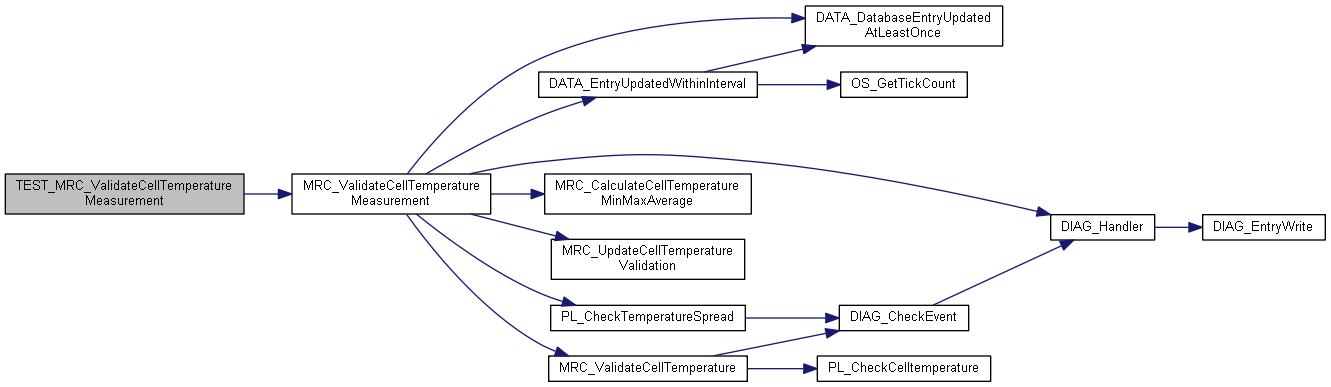 DATA_DatabaseEntryUpdated
AtLeastOnce
DATA_EntryUpdatedWithinInterval
OS_GetTickCount
TEST_MRC_ValidateCellTemperature
Measurement
MRC_ValidateCellTemperature
Measurement
MRC_CalculateCellTemperature
MinMaxAverage
DIAG_Handler
DIAG_EntryWrite
MRC_UpdateCellTemperature
Validation
PL_CheckTemperatureSpread
DIAG_CheckEvent
MRC_ValidateCellTemperature
PL_CheckCelltemperature